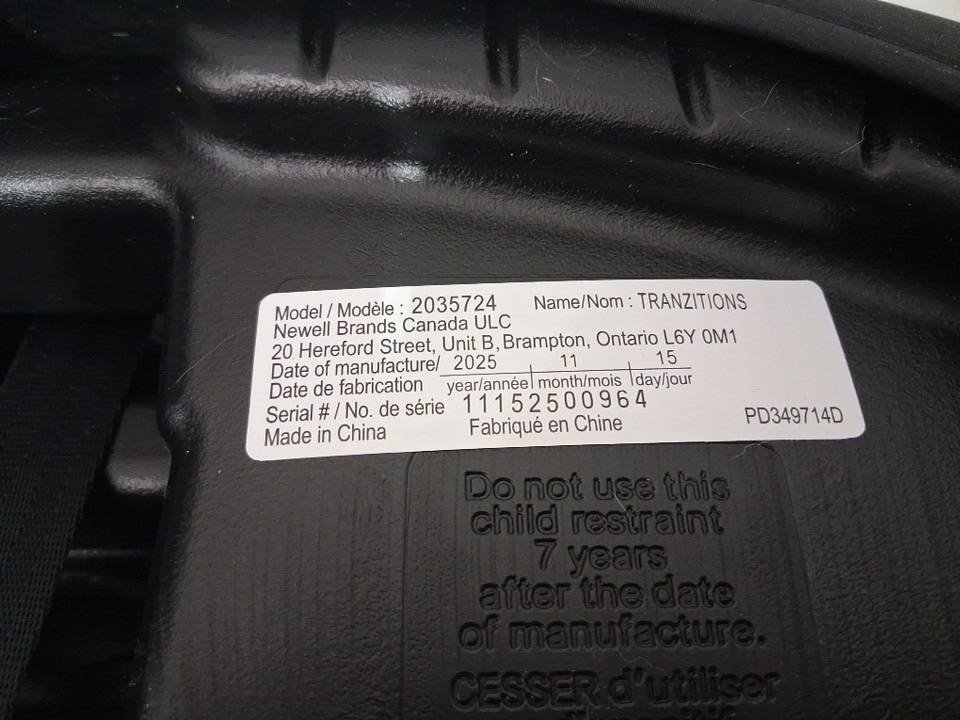 Model / Modèle : 2035724 Name/Nom : TRANZITIONS
Newell Brands Canada ULC
20 Hereford Street, Unit B, Brampton, Ontario L6Y 0M1
Date of manufacture/ 2025 11 15
Date de fabrication year/année month/mois day/jour
Serial # / No. de série 11152500964
Made in China Fabriqué en Chine PD349714D
Do not use this
child restraint
7 years
after the date
of manufacture.
CESSER d'utiliser